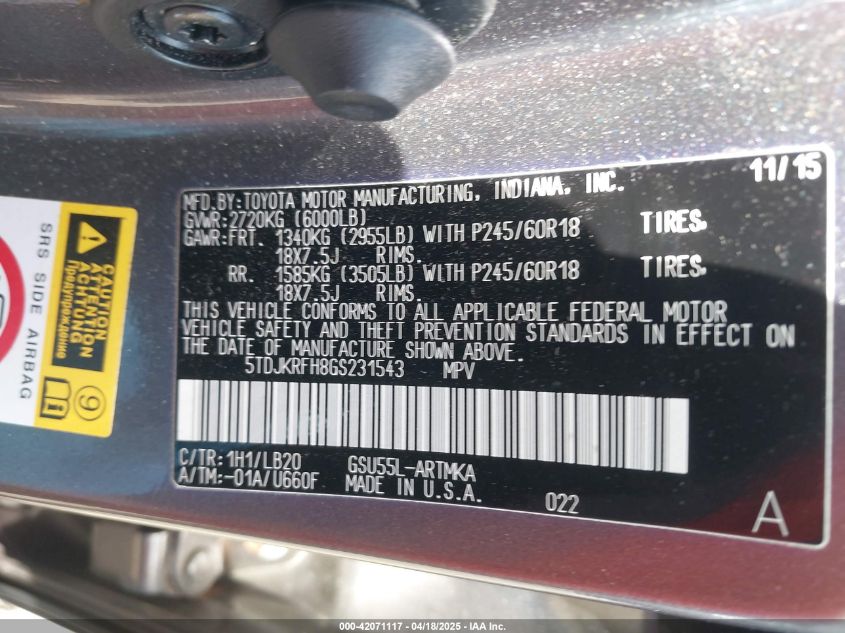 11/15
MFD.BY:TOYOTA MOTOR MANUFACTURING, INDIANA, INC.
GVWR:2720KG (6000LB)
GAWR:FRT. 1340KG (2955LB) WITH P245/60R18 TIRES,
18X7.5J RIMS.
RR. 1585KG (3505LB) WITH P245/60R18 TIRES,
18X7.5J RIMS.
THIS VEHICLE CONFORMS TO ALL APPLICABLE FEDERAL MOTOR
VEHICLE SAFETY AND THEFT PREVENTION STANDARDS IN EFFECT ON
THE DATE OF MANUFACTURE SHOWN ABOVE.
5TDJKRFH8GS231543 MPV
C/TR:1H1/LB20 GSU55L-ARTMKA
A/TM:-01A/U660F MADE IN U.S.A.
022
A
SRS SIDE AIRBAG
CAUTION
ATTENTION
ACHTUNG
Предупреждение
9
000-42071117 - 04/18/2025 - IAA Inc.